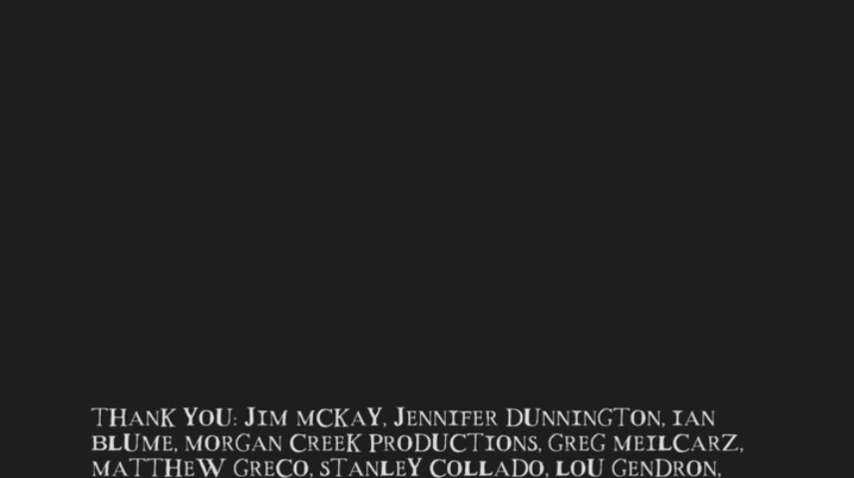 THANK YOU: JIM MCKAY, JENNIFER DUNNINGTON, IAN
BLUME, MORGAN CREEK PRODUCTIONS, GREG MEILCARZ,
MATTHEW GRECO, STANLEY COLLADO, LOU GENDRON,